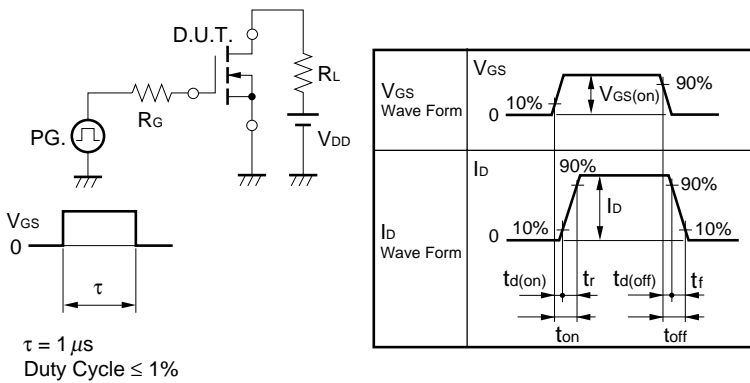 D.U.T.
RL
RG
PG.
VDD
VGS
0
τ
τ = 1 μs
Duty Cycle ≤ 1%
VGS
Wave Form
VGS
10%
0
VGS(on)
90%
ID
Wave Form
ID
90%
90%
ID
10%
10%
0
td(on)
tr
td(off)
tf
ton
toff